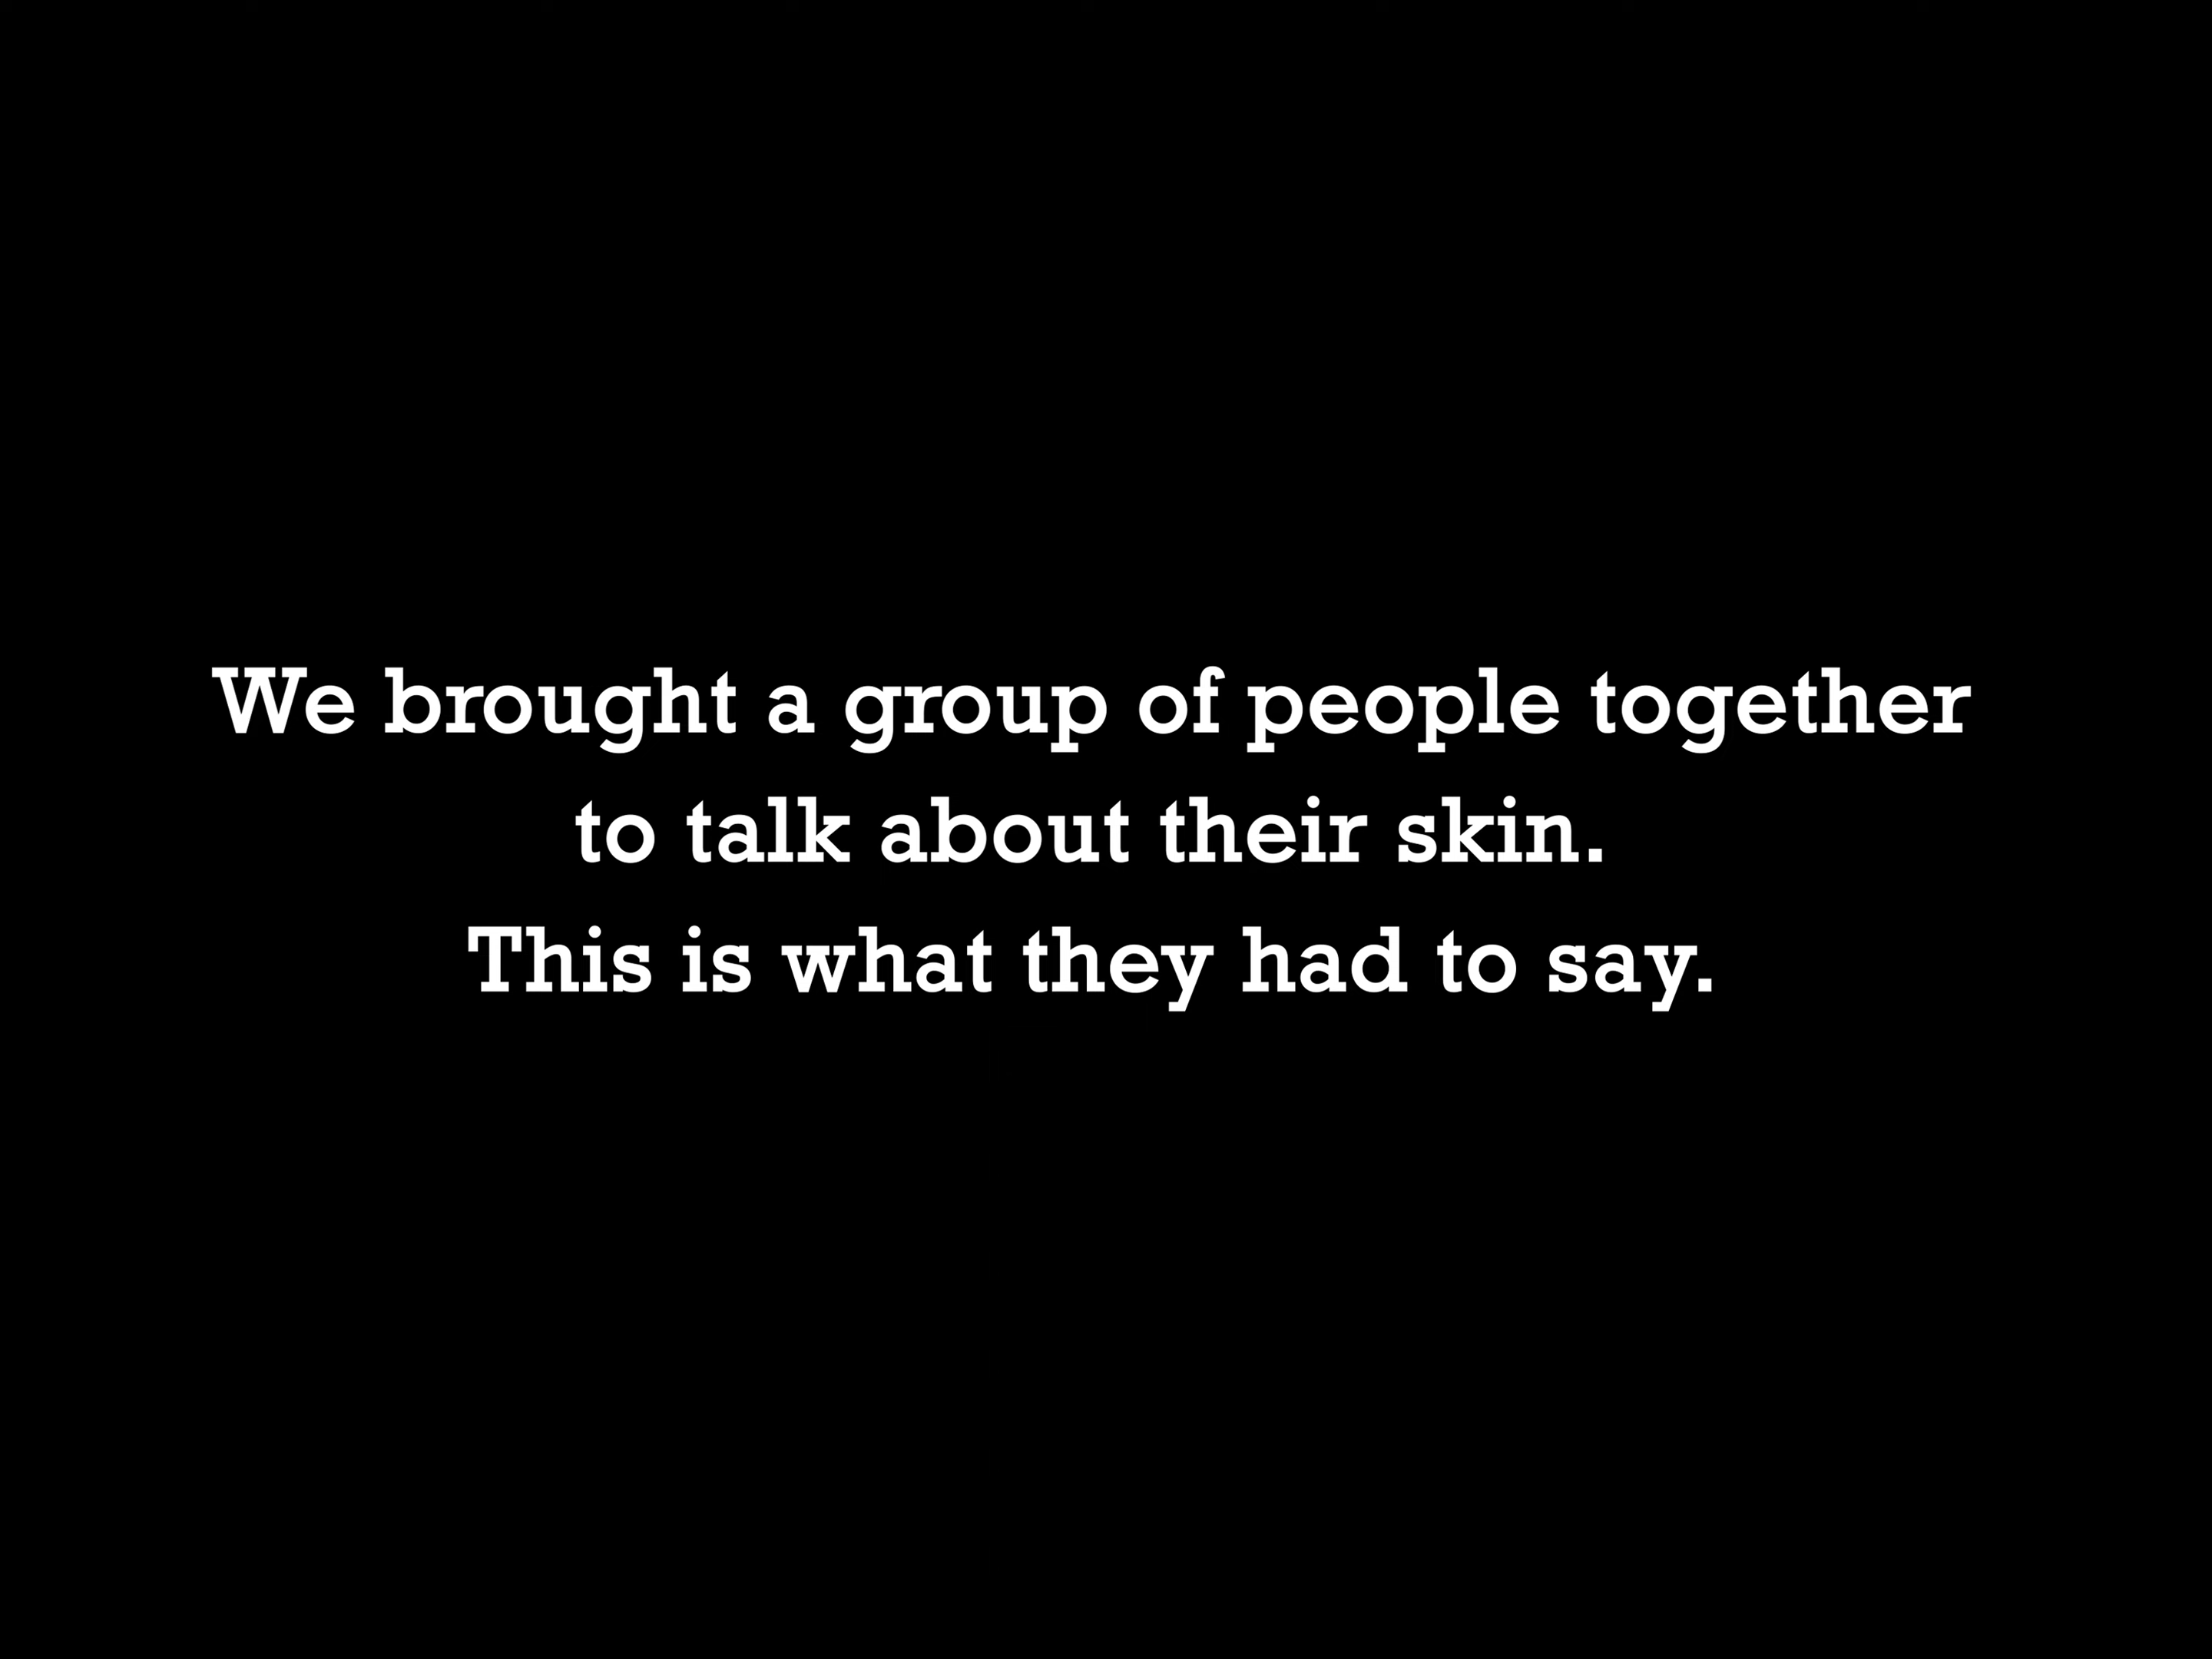 We brought a group of people together
to talk about their skin.
This is what they had to say.